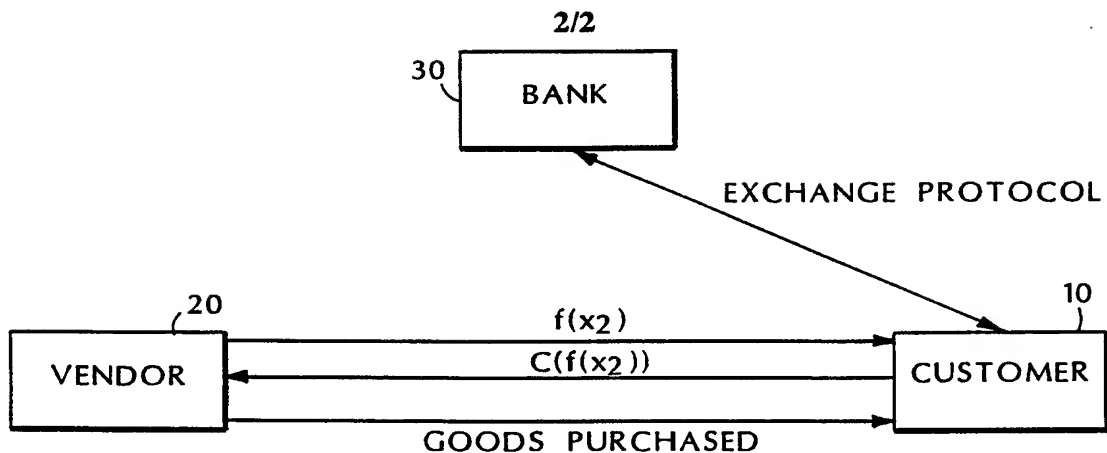 2/2
30
BANK
EXCHANGE PROTOCOL
20
10
f(x2)
VENDOR
C(f(x2))
CUSTOMER
GOODS PURCHASED